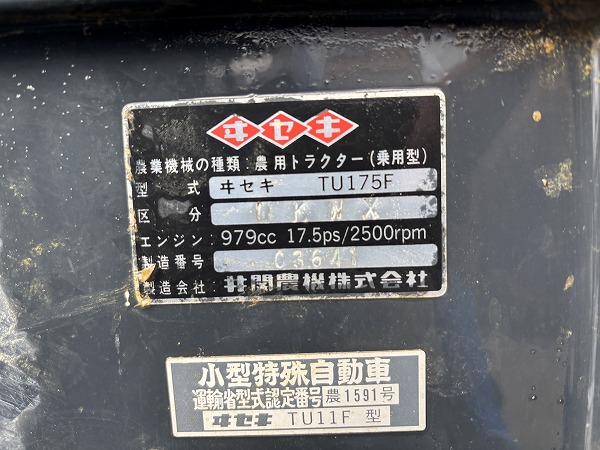 ヰセキ
農業機械の種類：農用トラクター(乗用型)
型式 ヰセキ TU175F
区分
エンジン：979cc 17.5ps/2500rpm
製造番号 C3641
製造会社：井関農機株式会社
小型特殊自動車
運輸省型式認定番号 農1591号
ヰセキ TU11F 型